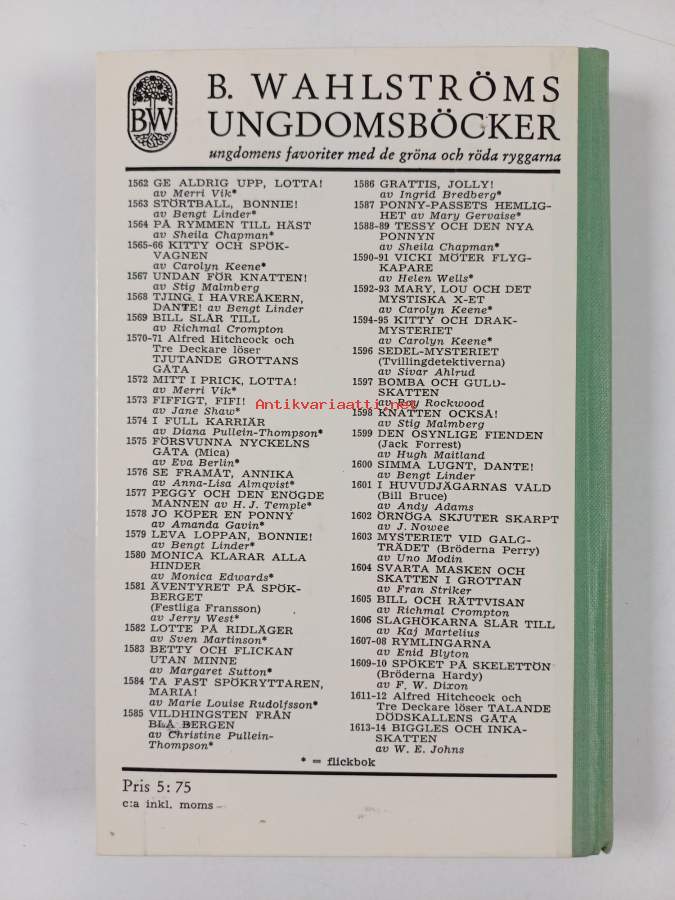 BW
B. WAHLSTRÖMS
UNGDOMSBÖCKER
ungdomens favoriter med de gröna och röda ryggarna
1562 GE ALDRIG UPP, LOTTA!
av Merri Vik*
1563 STÖRTBALL, BONNIE!
av Bengt Linder*
1564 PÅ RYMMEN TILL HÄST
av Sheila Chapman*
1565-66 KITTY OCH SPÖK-
VAGNEN
av Carolyn Keene*
1567 UNDAN FÖR KNATTEN!
av Stig Malmberg
1568 TJING I HAVREÅKERN,
DANTE! av Bengt Linder
1569 BILL SLÅR TILL
av Richmal Crompton
1570-71 Alfred Hitchcock och
Tre Deckare löser
TJUTANDE GROTTANS
GÅTA
1572 MITT I PRICK, LOTTA!
av Merri Vik*
1573 FIFFIGT, FIFI!
av Jane Shaw*
1574 I FULL KARRIÄR
av Diana Pullein-Thompson*
1575 FÖRSVUNNA NYCKELNS
GÅTA (Mica)
av Eva Berlin*
1576 SE FRAMÅT, ANNIKA
av Anna-Lisa Almqvist*
1577 PEGGY OCH DEN ENÖGDE
MANNEN av H. J. Temple*
1578 JO KÖPER EN PONNY
av Amanda Gavin*
1579 LEVA LOPPAN, BONNIE!
av Bengt Linder*
1580 MONICA KLARAR ALLA
HINDER
av Monica Edwards*
1581 ÄVENTYRET PÅ SPÖK-
BERGET
(Festliga Fransson)
av Jerry West*
1582 LOTTE PÅ RIDLÄGER
av Sven Martinson*
1583 BETTY OCH FLICKAN
UTAN MINNE
av Margaret Sutton*
1584 TA FAST SPÖKRYTTAREN,
MARIA!
av Marie Louise Rudolfsson*
1585 VILDHINGSTEN FRÅN
BLÅ BERGEN
av Christine Pullein-
Thompson*
1586 GRATTIS, JOLLY!
av Ingrid Bredberg*
1587 PONNY-PASSETS HEMLIG-
HET av Mary Gervaise*
1588-89 TESSY OCH DEN NYA
PONNYN
av Sheila Chapman*
1590-91 VICKI MÖTER FLYG-
KAPARE
av Helen Wells*
1592-93 MARY, LOU OCH DET
MYSTISKA X-ET
av Carolyn Keene*
1594-95 KITTY OCH DRAK-
MYSTERIET
av Carolyn Keene*
1596 SEDEL-MYSTERIET
(Tvillingdetektiverna)
av Sivar Ahlrud
1597 BOMBA OCH GULD-
SKATTEN
av Roy Rockwood
1598 KNATTEN OCKSÅ!
av Stig Malmberg
1599 DEN OSYNLIGE FIENDEN
(Jack Forrest)
av Hugh Maitland
1600 SIMMA LUGNT, DANTE!
av Bengt Linder
1601 I HUVUDJÄGARNAS VÅLD
(Bill Bruce)
av Andy Adams
1602 ÖRNÖGA SKJUTER SKARPT
av J. Nowee
1603 MYSTERIET VID GALG-
TRÄDET (Bröderna Perry)
av Uno Modin
1604 SVARTA MASKEN OCH
SKATTEN I GROTTAN
av Fran Striker
1605 BILL OCH RÄTTVISAN
av Richmal Crompton
1606 SLAGHÖKARNA SLÅR TILL
av Kaj Martelius
1607-08 RYMLINGARNA
av Enid Blyton
1609-10 SPÖKET PÅ SKELETTÖN
(Bröderna Hardy)
av F. W. Dixon
1611-12 Alfred Hitchcock och
Tre Deckare löser TALANDE
DÖDSKALLENS GÅTA
1613-14 BIGGLES OCH INKA-
SKATTEN
av W. E. Johns
* = flickbok
Pris 5:75
c:a inkl. moms
Antikvariaatti.net